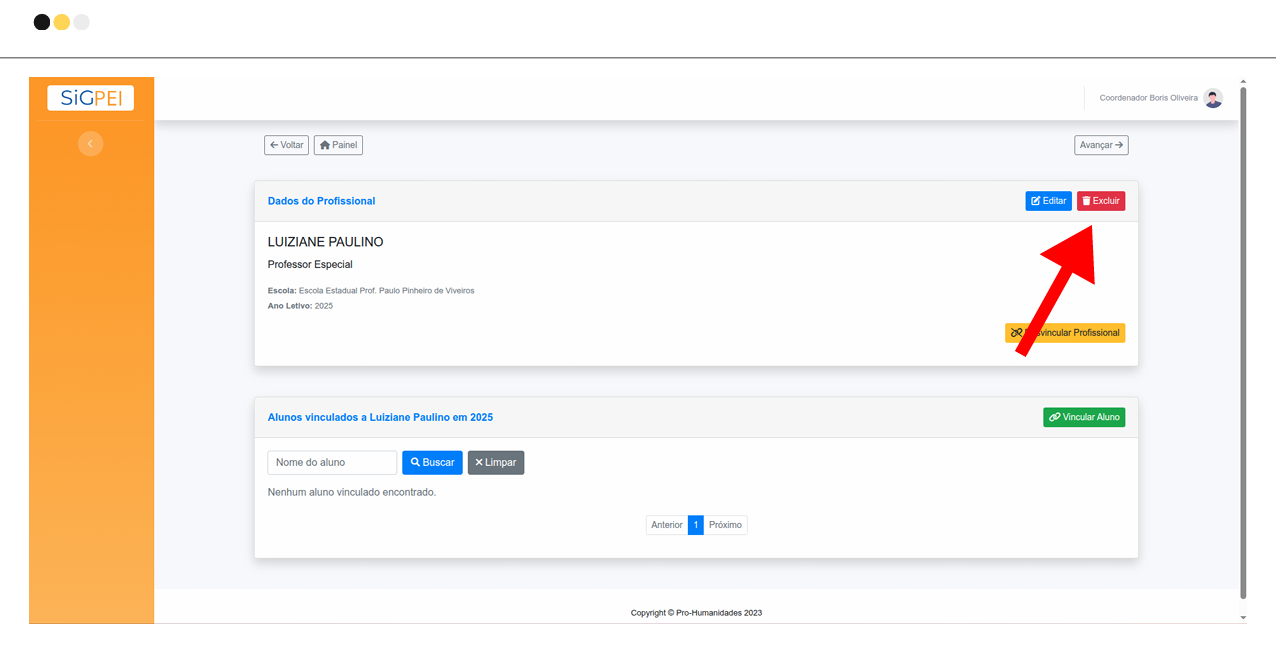 SiGPEI
Coordenador Boris Oliveira
Voltar
Painel
Avançar
Dados do Profissional
Editar
Excluir
LUIZIANE PAULINO
Professor Especial
Escola: Escola Estadual Prof. Paulo Pinheiro de Viveiros
Ano Letivo: 2025
Profissional
Alunos vinculados a Luiziane Paulino em 2025
Vincular Aluno
Nome do aluno
Buscar
Limpar
Nenhum aluno vinculado encontrado.
Anterior 1 Próximo
Copyright © Pro-Humanidades 2023